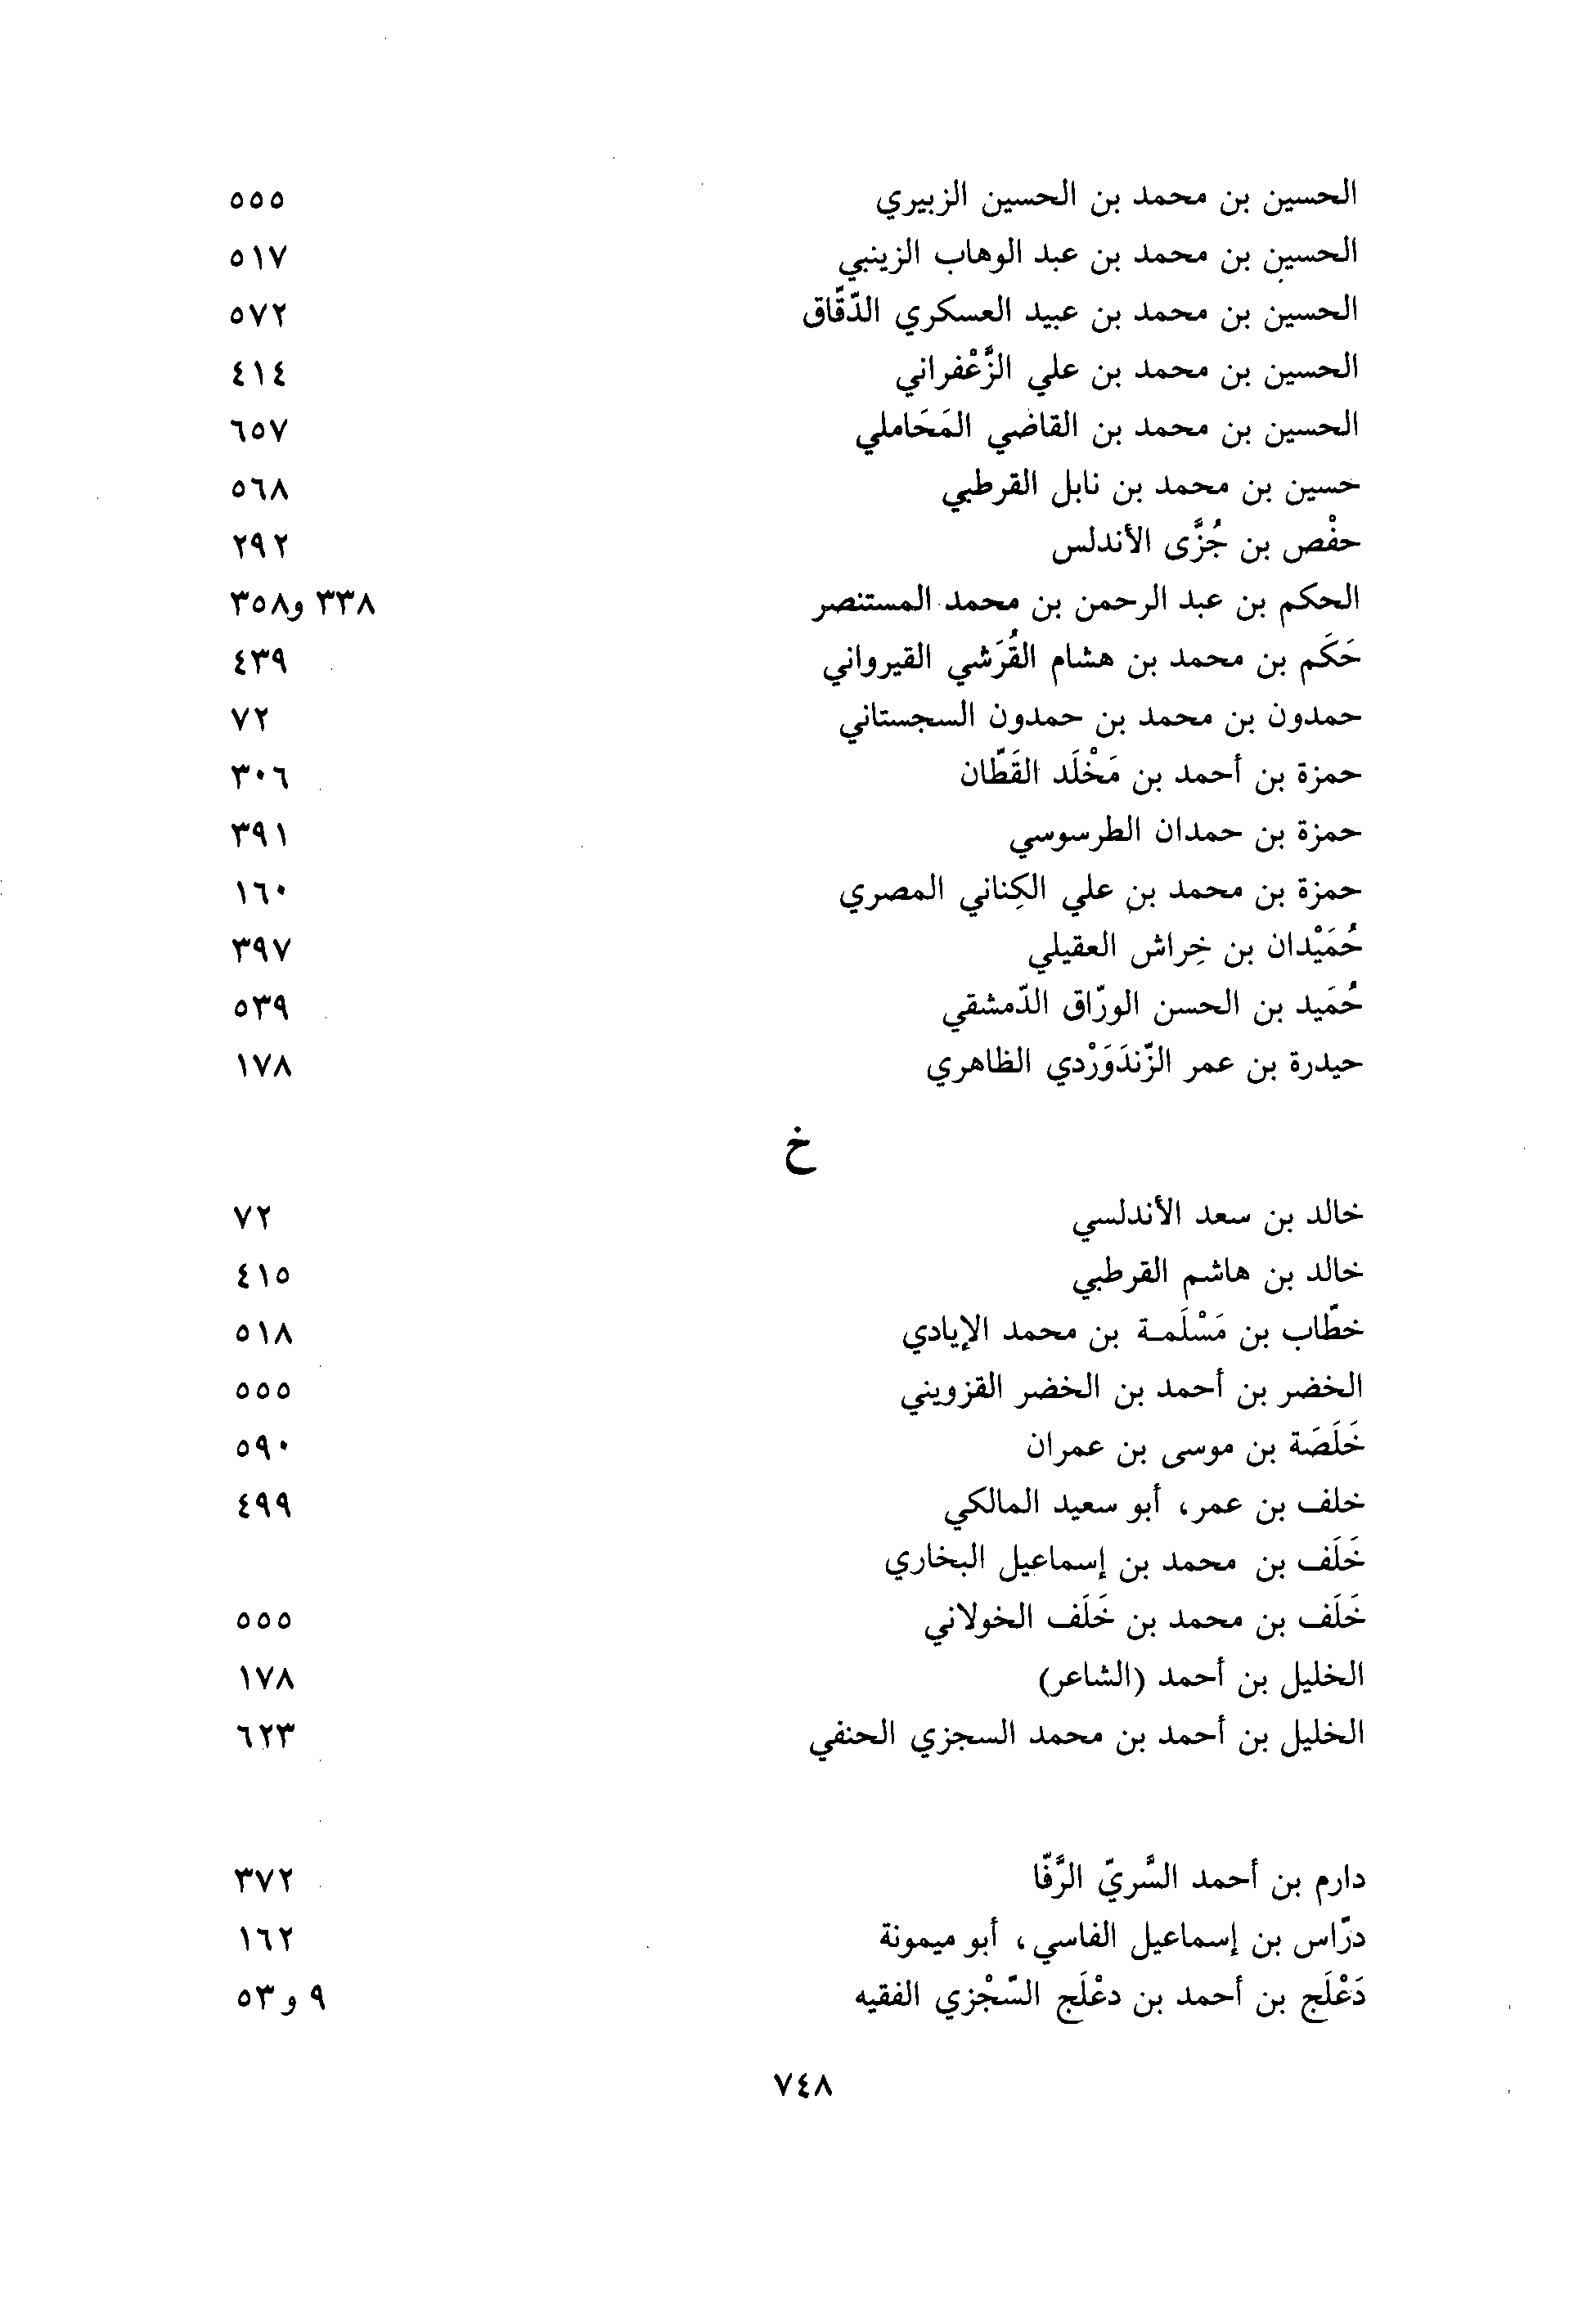 الحسين بن محمد بن الحسين الزبيري ٥٥٥
الحسين بن محمد بن عبد الوهاب الزينبي ٥١٧
الحسين بن محمد بن عبيد العسكري الدّقّاق ٥٧٢
الحسين بن محمد بن علي الزَّعْفراني ٤١٤
الحسين بن محمد بن القاضي المَحَاملي ٦٥٧
حسين بن محمد بن نابل القرطبي ٥٦٨
حفْص بن جُزَّى الأندلس ٢٩٢
الحكم بن عبد الرحمن بن محمد المستنصر ٣٣٨ و٣٥٨
حَكَم بن محمد بن هشام القُرَشي القيرواني ٤٣٩
حمدون بن محمد بن حمدون السجستاني ٧٢
حمزة بن أحمد بن مَخْلَد القَطّان ٣٠٦
حمزة بن حمدان الطرسوسي ٣٩١
حمزة بن محمد بن علي الكِناني المصري ١٦٠
حُمَيْدان بن خِراش العقيلي ٣٩٧
حُمَيد بن الحسن الورّاق الدّمشقي ٥٣٩
حيدرة بن عمر الزّندَوَرْدي الظاهري ١٧٨
خ
خالد بن سعد الأندلسي ٧٢
خالد بن هاشم القرطبي ٤١٥
خطّاب بن مَسْلَمـة بن محمد الإيادي ٥١٨
الخضر بن أحمد بن الخضر القزويني ٥٥٥
خَلَصَة بن موسى بن عمران ٥٩٠
خلف بن عمر، أبو سعيد المالكي ٤٩٩
خَلَف بن محمد بن إسماعيل البخاري
خَلَف بن محمد بن خَلَف الخولاني ٥٥٥
الخليل بن أحمد (الشاعر) ١٧٨
الخليل بن أحمد بن محمد السجزي الحنفي ٦٢٣
دارم بن أحمد السَّريّ الرَّفّا ٣٧٢
درّاس بن إسماعيل الفاسي، أبو ميمونة ١٦٢
دَعْلَج بن أحمد بن دعْلَج السّجْزي الفقيه ٩ و٥٣
٧٤٨